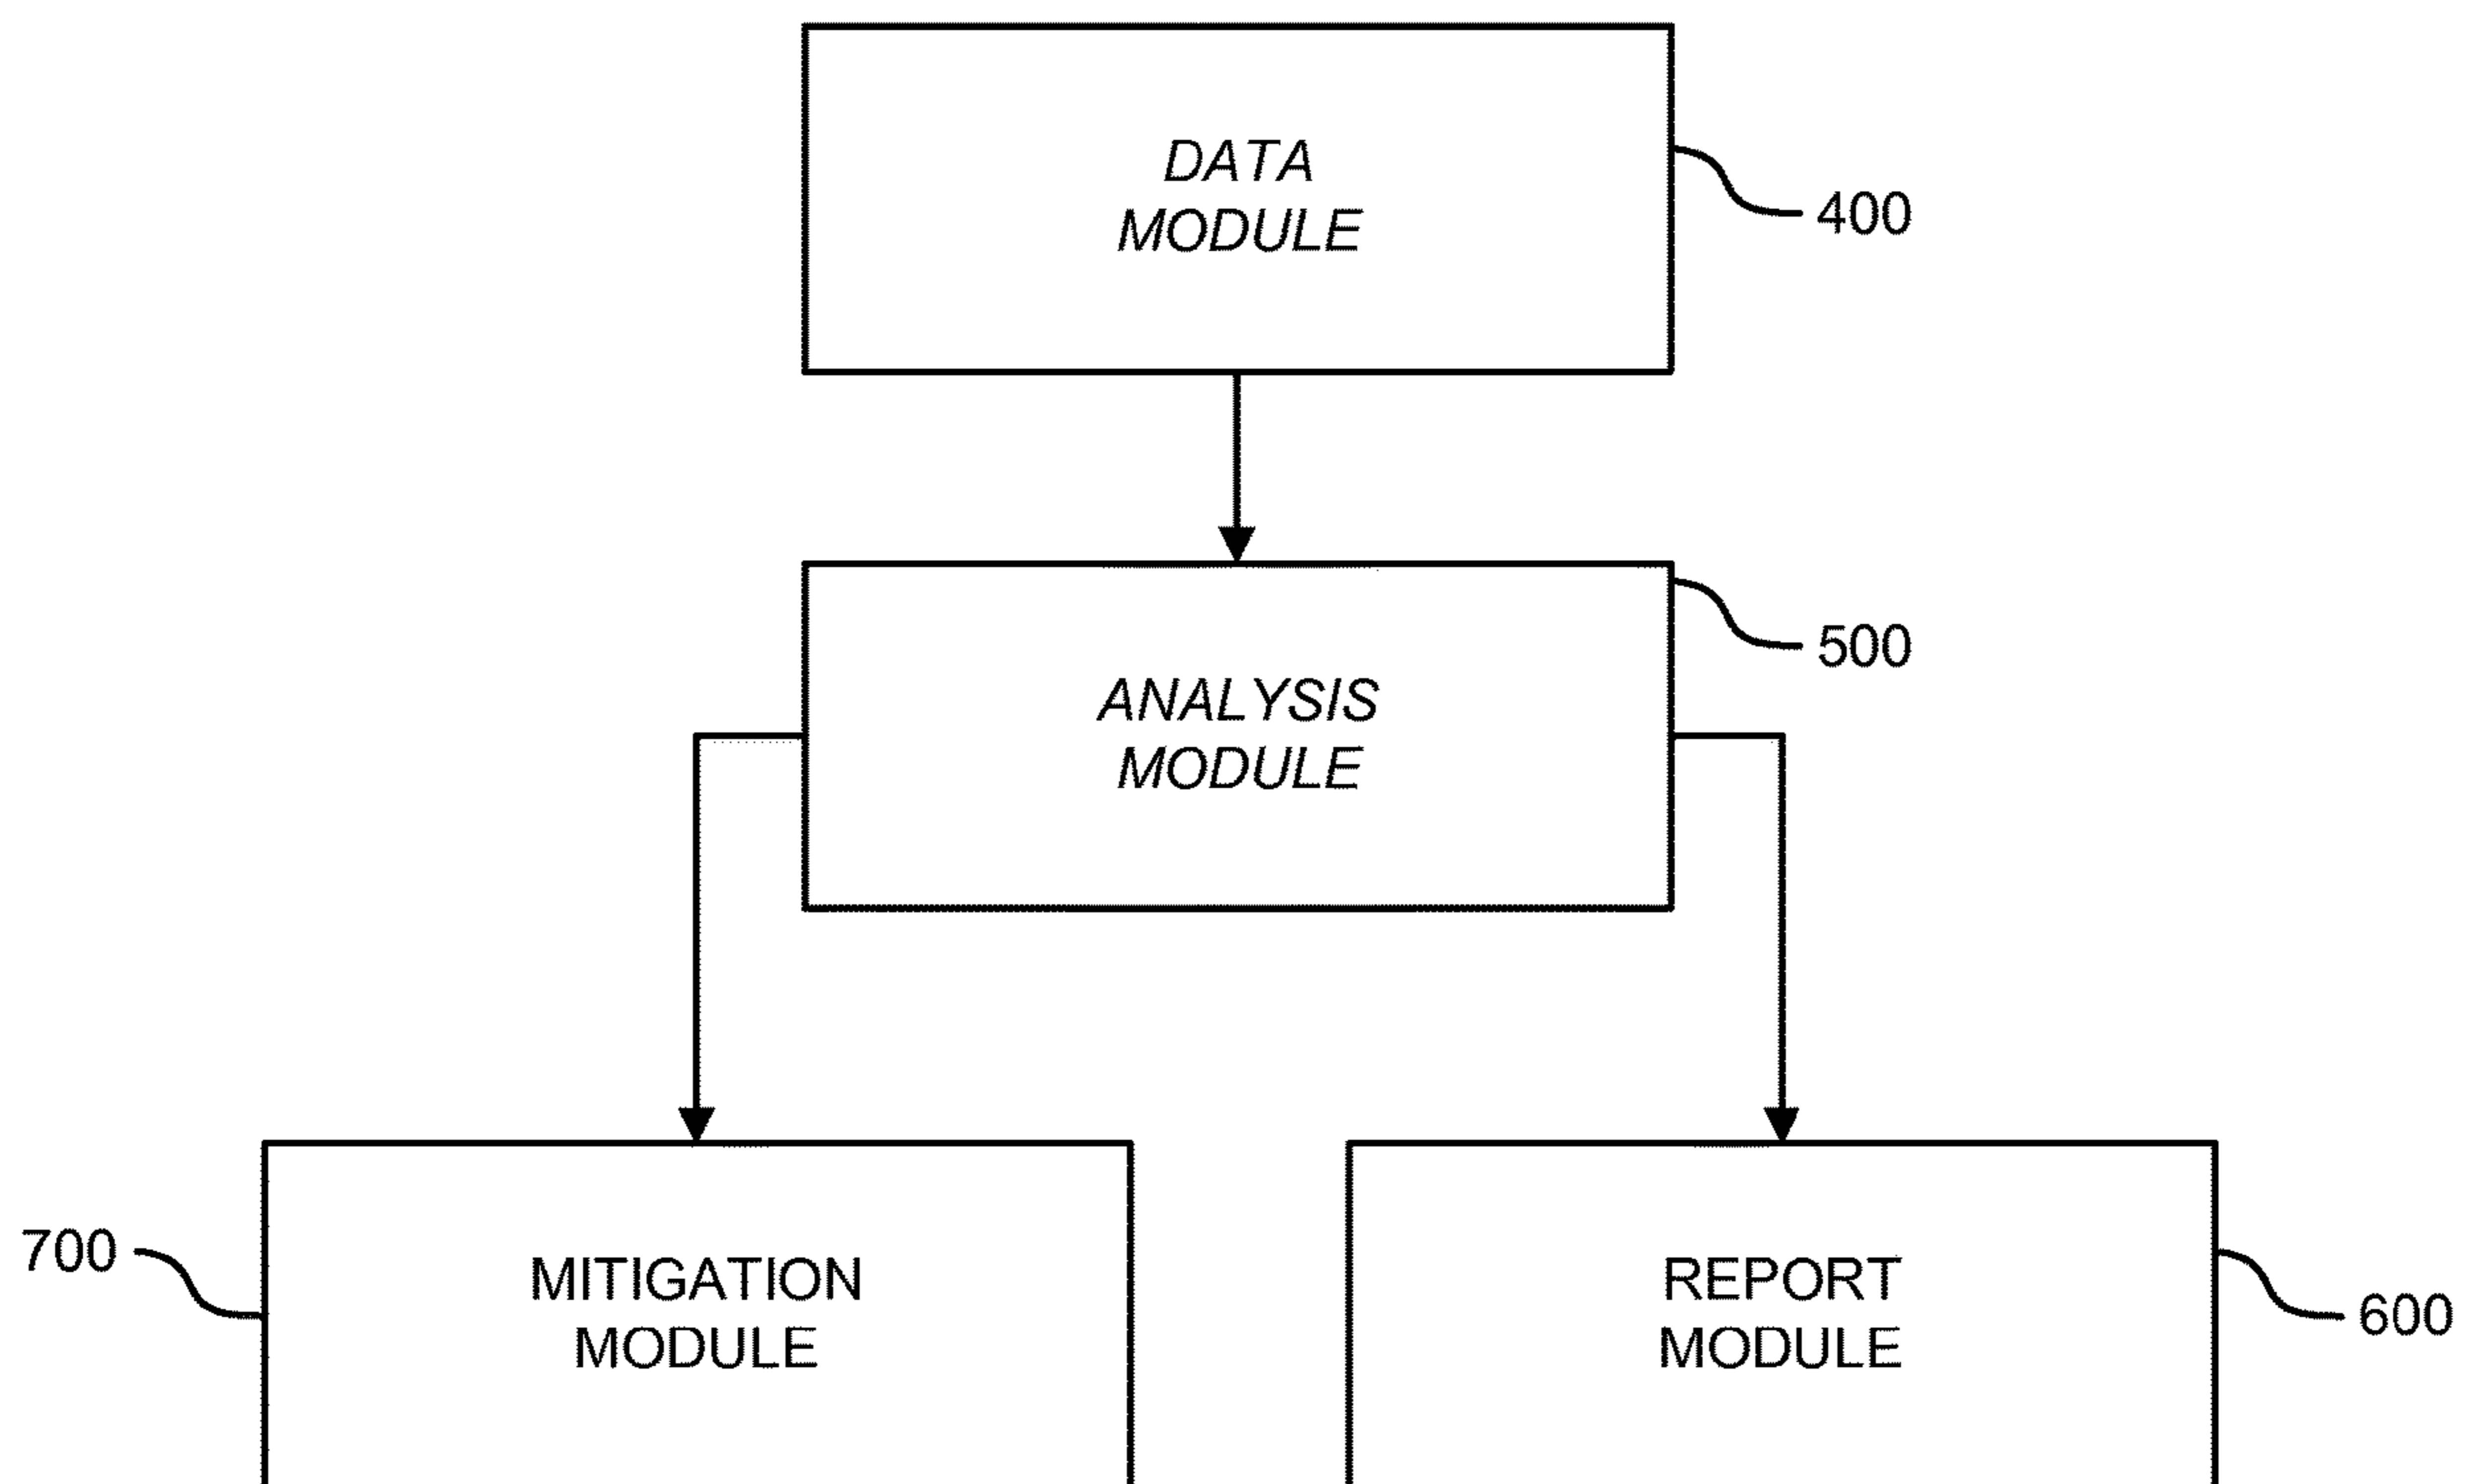 DATA
MODULE
400
500
ANALYSIS
MODULE
700
MITIGATION
MODULE
REPORT
MODULE
600